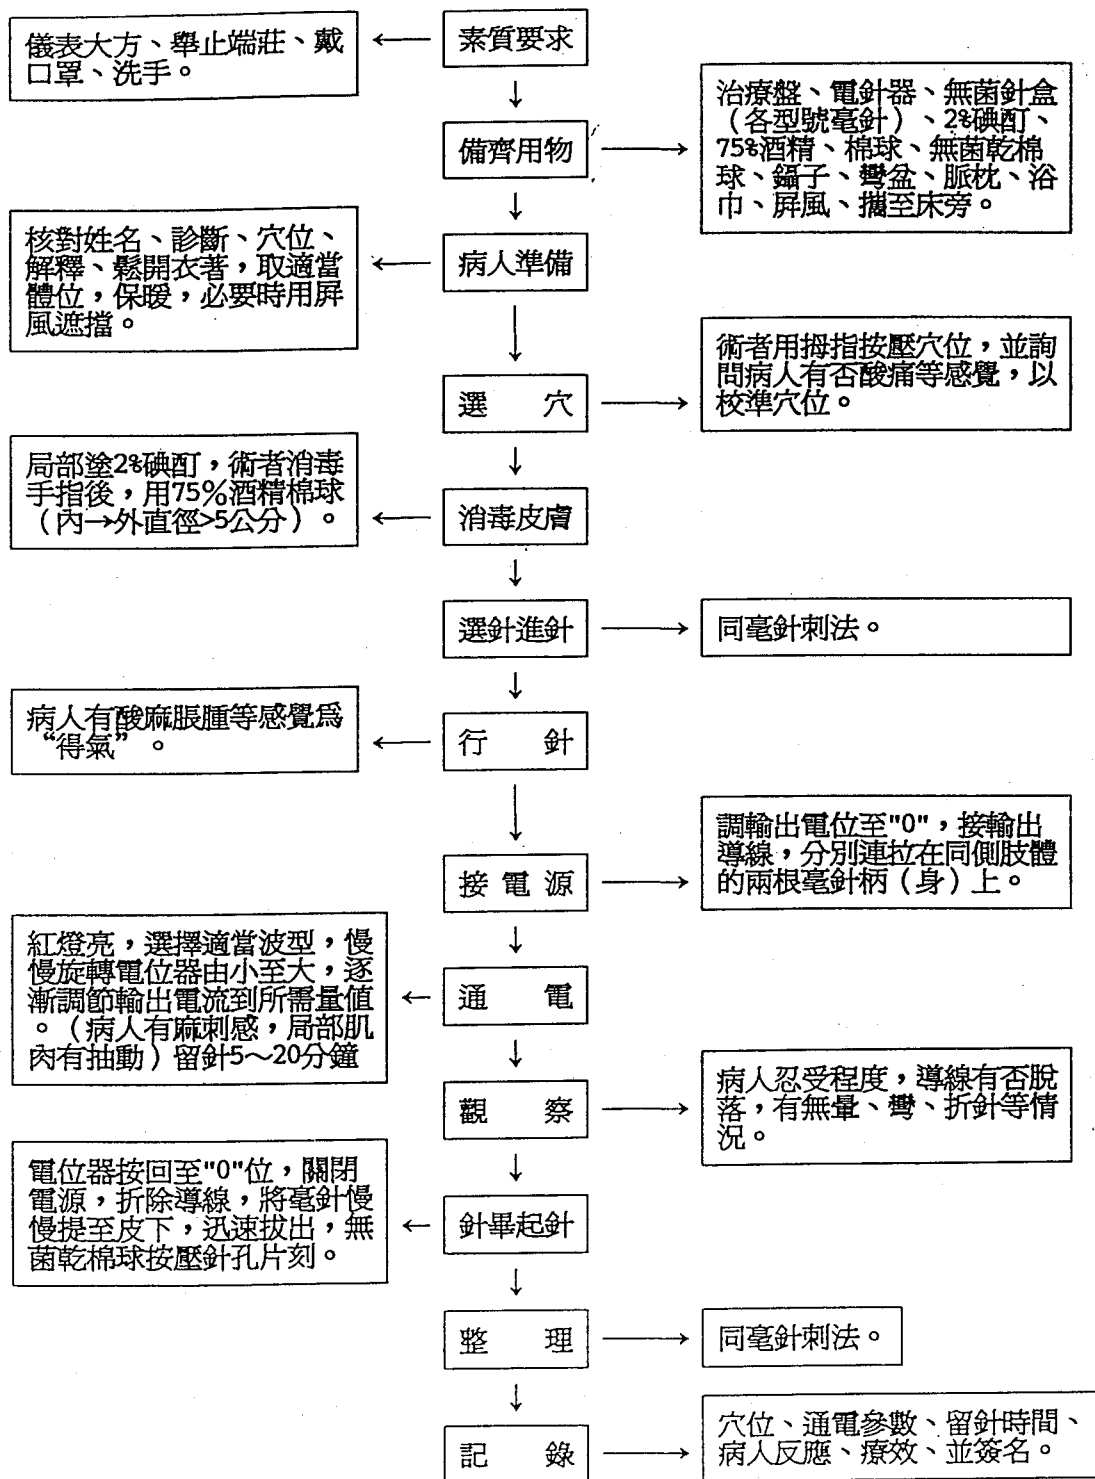 素質要求
儀表大方、舉止端莊、戴
口罩、洗手。
備齊用物
治療盤、電針器、無菌針盒
（各型號毫針）、2%碘酊、
75%酒精、棉球、無菌乾棉
球、鑷子、彎盆、脈枕、浴
巾、屏風、攜至床旁。
病人準備
核對姓名、診斷、穴位、
解釋、鬆開衣著，取適當
體位，保暖，必要時用屏
風遮擋。
選　穴
術者用拇指按壓穴位，並詢
問病人有否酸痛等感覺，以
校準穴位。
消毒皮膚
局部塗2%碘酊，術者消毒
手指後，用75％酒精棉球
（內→外直徑>5公分）。
選針進針
同毫針刺法。
行　針
病人有酸麻脹腫等感覺爲
“得氣”。
接電源
調輸出電位至"0"，接輸出
導線，分別連拉在同側肢體
的兩根毫針柄（身）上。
通　電
紅燈亮，選擇適當波型，慢
慢旋轉電位器由小至大，逐
漸調節輸出電流到所需量值
。（病人有麻刺感，局部肌
肉有抽動）留針5～20分鐘
觀　察
病人忍受程度，導線有否脫
落，有無暈、彎、折針等情
況。
針畢起針
電位器按回至"0"位，關閉
電源，折除導線，將毫針慢
慢提至皮下，迅速拔出，無
菌乾棉球按壓針孔片刻。
整　理
同毫針刺法。
記　錄
穴位、通電參數、留針時間、
病人反應、療效、並簽名。